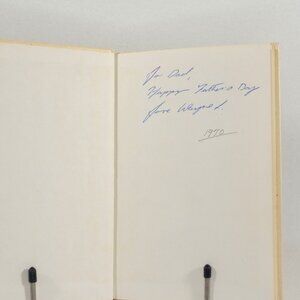 To Dad,
Happy Father's Day
Love Wayne L.
1970